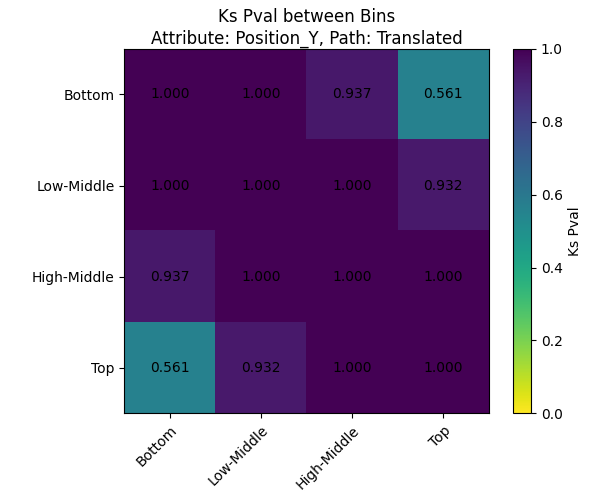 Ks Pval between Bins
Attribute: Position_Y, Path: Translated
Bottom 1.000 1.000 0.937 0.561
Low-Middle 1.000 1.000 1.000 0.932
High-Middle 0.937 1.000 1.000 1.000
Top 0.561 0.932 1.000 1.000
Bottom Low-Middle High-Middle Top
1.0
0.8
0.6
0.4
0.2
0.0
Ks Pval